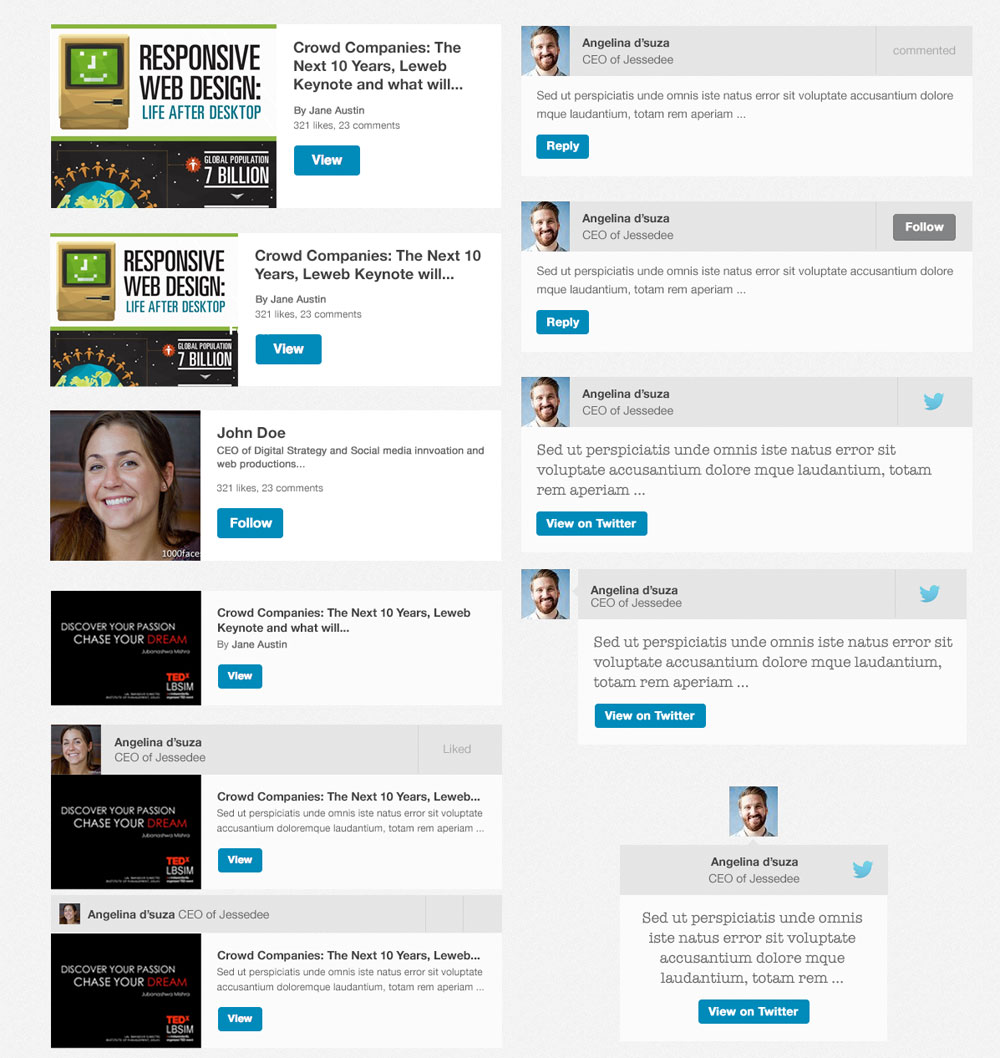 RESPONSIVE
WEB DESIGN:
LIFE AFTER DESKTOP
GLOBAL POPULATION
7 BILLION
Crowd Companies: The
Next 10 Years, Leweb
Keynote and what will...
By Jane Austin
321 likes, 23 comments
View
RESPONSIVE
WEB DESIGN:
LIFE AFTER DESKTOP
F
GLOBAL POPULATION
7 BILLION
Crowd Companies: The Next 10
Years, Leweb Keynote will...
By Jane Austin
321 likes, 23 comments
View
1000face
John Doe
CEO of Digital Strategy and Social media innvoation and
web productions...
321 likes, 23 comments
Follow
DISCOVER YOUR PASSION
CHASE YOUR DREAM
Jubanashwa Mishra
TEDx
LBSIM
Crowd Companies: The Next 10 Years, Leweb
Keynote and what will...
By Jane Austin
View
Angelina d'suza
CEO of Jessedee
Liked
DISCOVER YOUR PASSION
CHASE YOUR DREAM
Jubanashwa Mishra
TEDx
LBSIM
Crowd Companies: The Next 10 Years, Leweb...
Sed ut perspiciatis unde omnis iste natus error sit voluptate
accusantium doloremque laudantium, totam rem aperiam ...
View
Angelina d'suza CEO of Jessedee
DISCOVER YOUR PASSION
CHASE YOUR DREAM
Jubanashwa Mishra
TEDx
LBSIM
Crowd Companies: The Next 10 Years, Leweb...
Sed ut perspiciatis unde omnis iste natus error sit voluptate
accusantium doloremque laudantium, totam rem aperiam ...
View
Angelina d'suza
CEO of Jessedee
commented
Sed ut perspiciatis unde omnis iste natus error sit voluptate accusantium dolore
mque laudantium, totam rem aperiam ...
Reply
Angelina d'suza
CEO of Jessedee
Follow
Sed ut perspiciatis unde omnis iste natus error sit voluptate accusantium dolore
mque laudantium, totam rem aperiam ...
Reply
Angelina d'suza
CEO of Jessedee
Sed ut perspiciatis unde omnis iste natus error sit
voluptate accusantium dolore mque laudantium, totam
rem aperiam ...
View on Twitter
Angelina d'suza
CEO of Jessedee
Sed ut perspiciatis unde omnis iste natus error sit
voluptate accusantium dolore mque laudantium,
totam rem aperiam ...
View on Twitter
Angelina d'suza
CEO of Jessedee
Sed ut perspiciatis unde omnis
iste natus error sit voluptate
accusantium dolore mque
laudantium, totam rem ...
View on Twitter